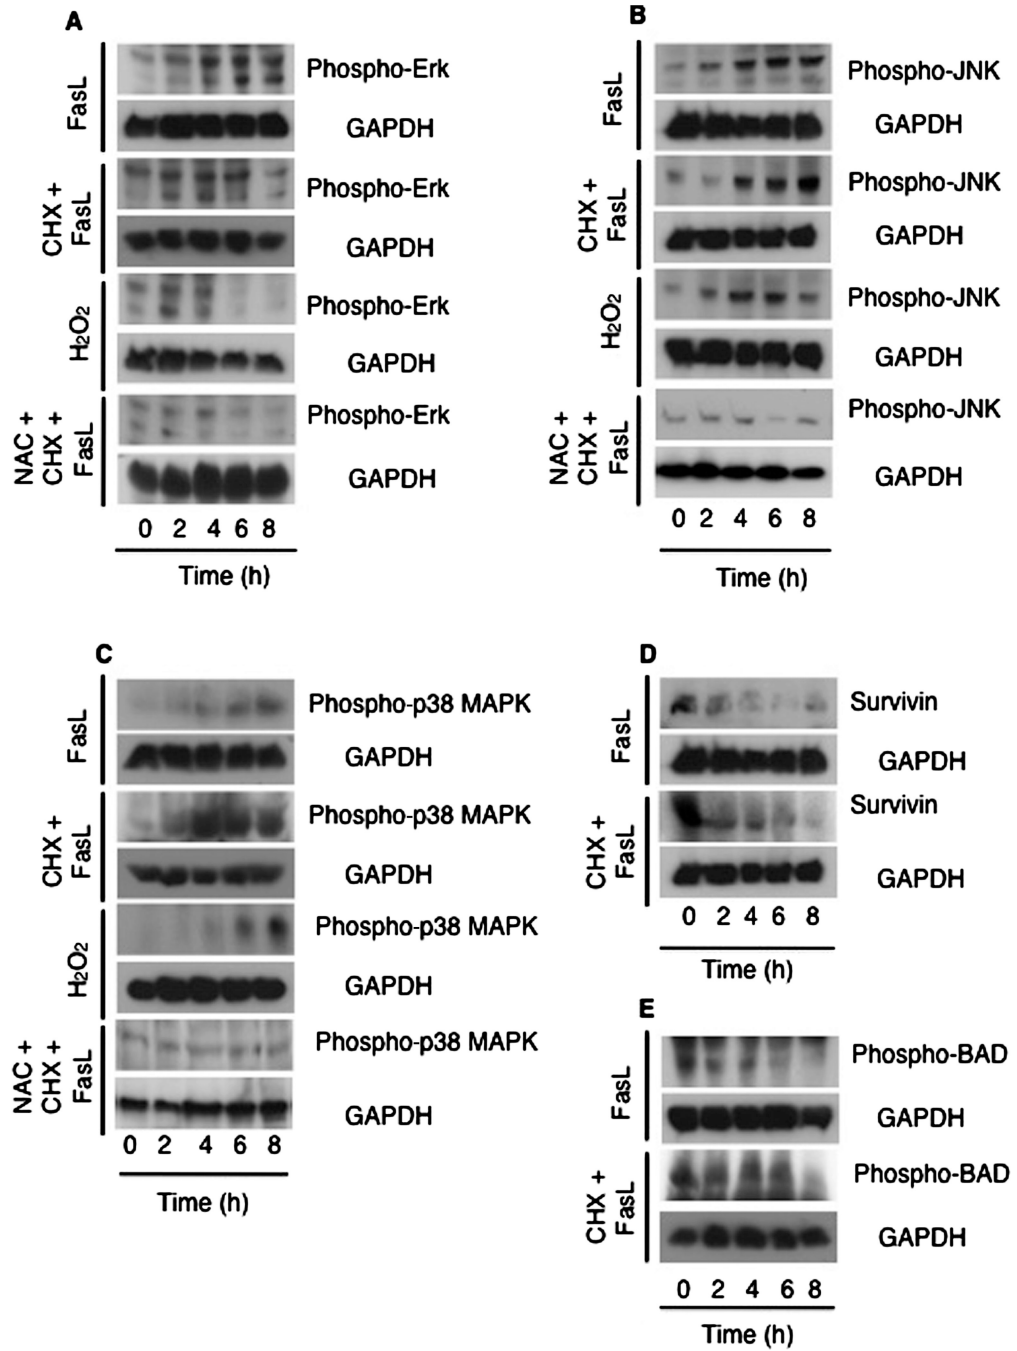 A
FasL
Phospho-Erk
GAPDH
CHX +
FasL
Phospho-Erk
GAPDH
H2O2
Phospho-Erk
GAPDH
NAC +
CHX +
FasL
Phospho-Erk
GAPDH
0 2 4 6 8
Time (h)
B
FasL
Phospho-JNK
GAPDH
CHX +
FasL
Phospho-JNK
GAPDH
H2O2
Phospho-JNK
GAPDH
NAC +
CHX +
FasL
Phospho-JNK
GAPDH
0 2 4 6 8
Time (h)
C
FasL
Phospho-p38 MAPK
GAPDH
CHX +
FasL
Phospho-p38 MAPK
GAPDH
H2O2
Phospho-p38 MAPK
GAPDH
NAC +
CHX +
FasL
Phospho-p38 MAPK
GAPDH
0 2 4 6 8
Time (h)
D
FasL
Survivin
GAPDH
CHX +
FasL
Survivin
GAPDH
0 2 4 6 8
Time (h)
E
FasL
Phospho-BAD
GAPDH
CHX +
FasL
Phospho-BAD
GAPDH
0 2 4 6 8
Time (h)